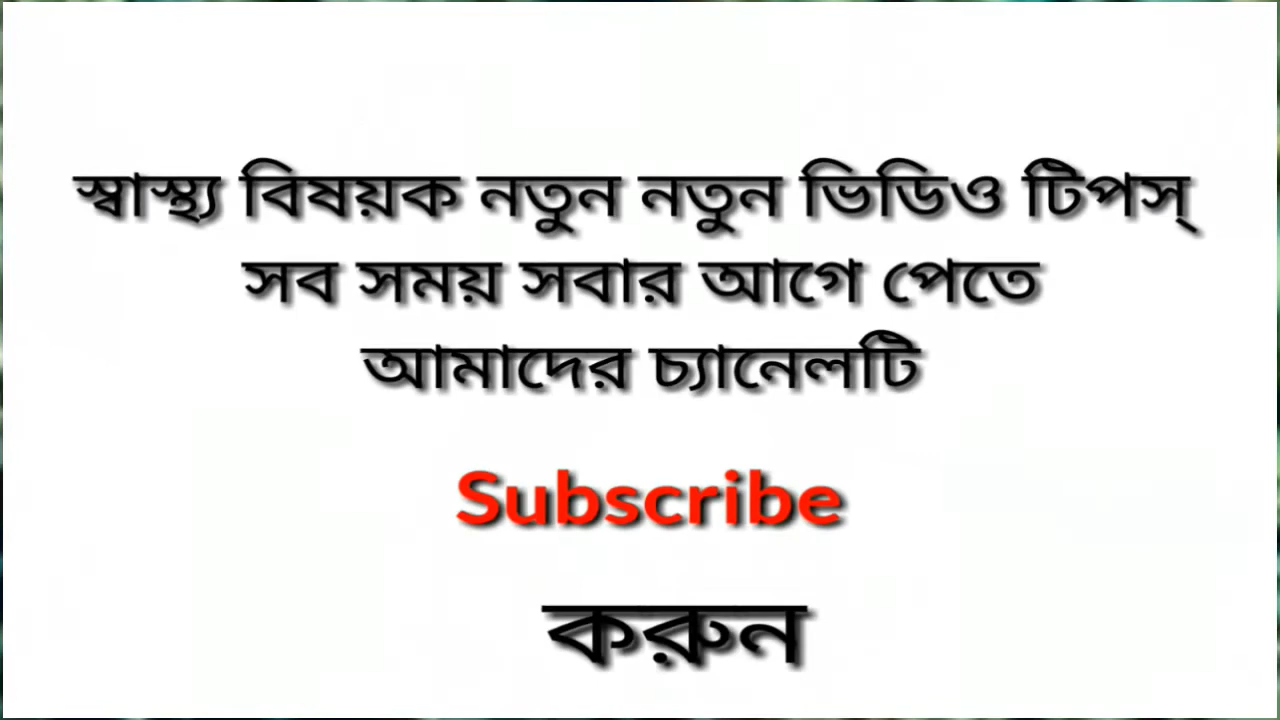 স্বাস্থ্য বিষয়ক নতুন নতুন ভিডিও টিপস্
সব সময় সবার আগে পেতে
আমাদের চ্যানেলটি
Subscribe
করুন